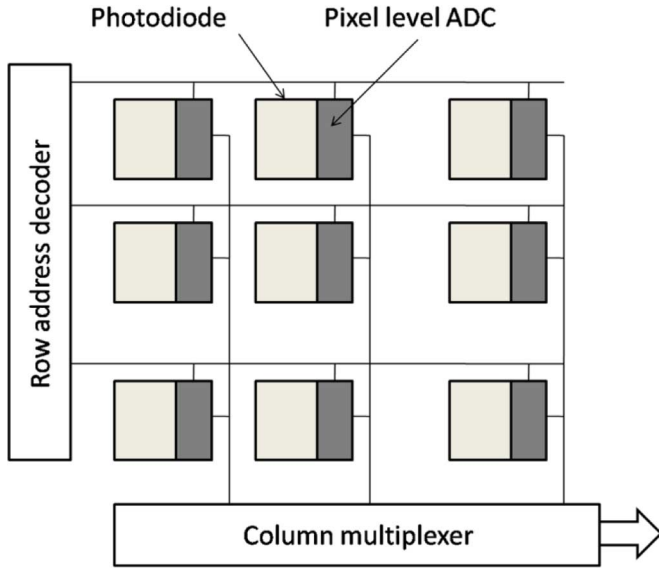 Photodiode
Pixel level ADC
Row address decoder
Column multiplexer